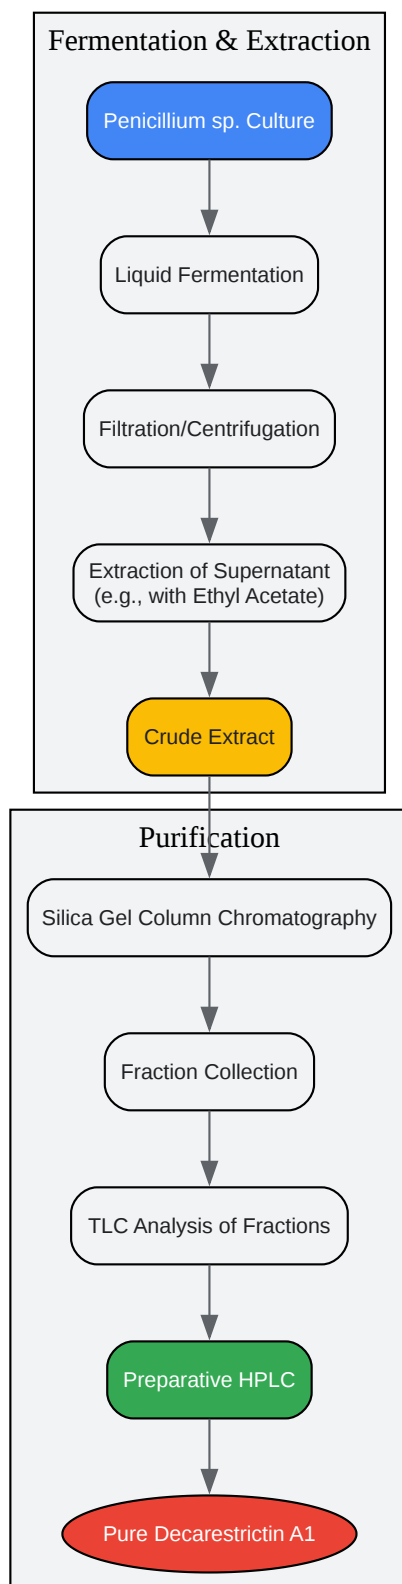 Fermentation & Extraction
Penicillium sp. Culture
Liquid Fermentation
Filtration/Centrifugation
Extraction of Supernatant
(e.g., with Ethyl Acetate)
Crude Extract
Purification
Silica Gel Column Chromatography
Fraction Collection
TLC Analysis of Fractions
Preparative HPLC
Pure Decarestrictin A1